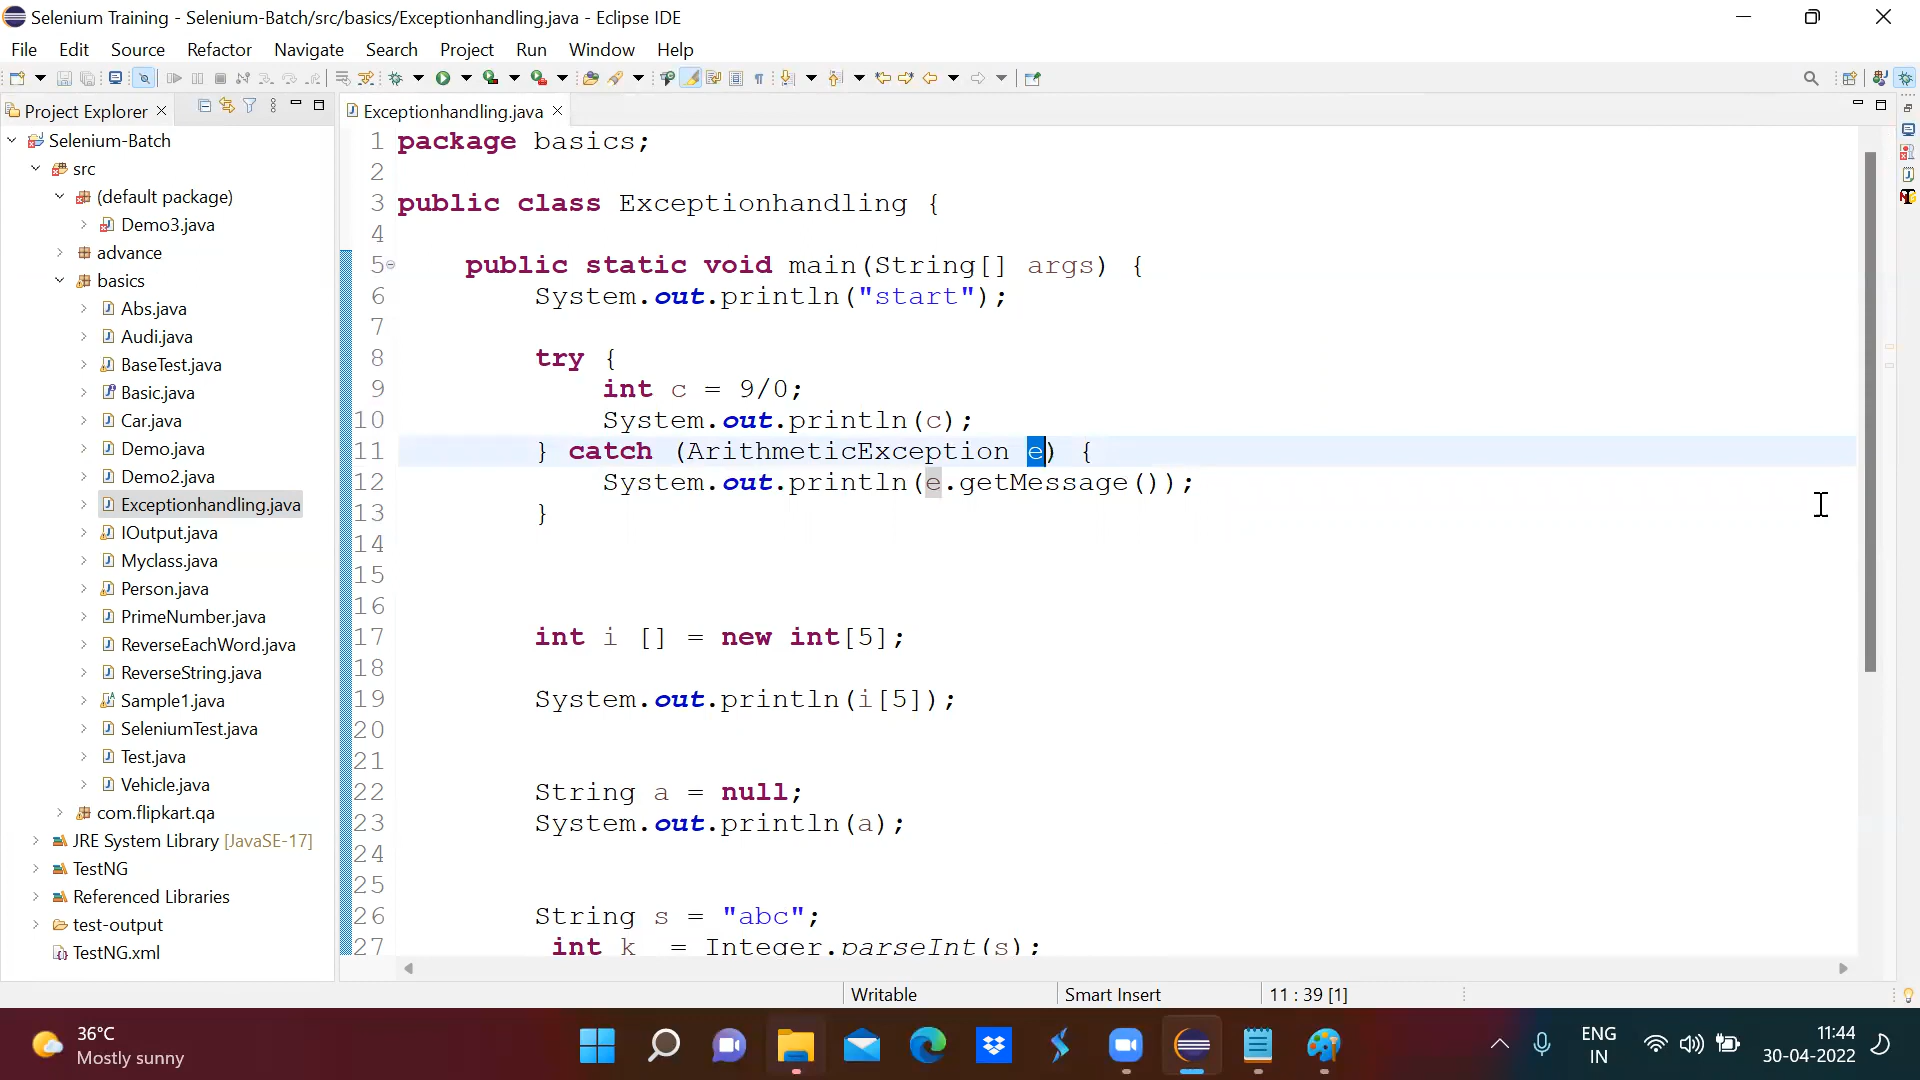 Selenium Training - Selenium-Batch/src/basics/Exceptionhandling.java - Eclipse IDE
File Edit Source Refactor Navigate Search Project Run Window Help
Project Explorer
Selenium-Batch
src
(default package)
Demo3.java
advance
basics
Abs.java
Audi.java
BaseTest.java
Basic.java
Car.java
Demo.java
Demo2.java
Exceptionhandling.java
IOutput.java
Myclass.java
Person.java
PrimeNumber.java
ReverseEachWord.java
ReverseString.java
Sample1.java
SeleniumTest.java
Test.java
Vehicle.java
com.flipkart.qa
JRE System Library [JavaSE-17]
TestNG
Referenced Libraries
test-output
TestNG.xml
Exceptionhandling.java
1 package basics;
2
3 public class Exceptionhandling {
4
5 public static void main(String[] args) {
6 System.out.println("start");
7
8 try {
9 int c = 9/0;
10 System.out.println(c);
11 } catch (ArithmeticException e) {
12 System.out.println(e.getMessage());
13 }
14
15
16
17 int i [] = new int[5];
18
19 System.out.println(i[5]);
20
21
22 String a = null;
23 System.out.println(a);
24
25
26 String s = "abc";
27 int k = Integer.parseInt(s);
Writable Smart Insert 11 : 39 [1]
36°C
Mostly sunny
ENG
IN
11:44
30-04-2022